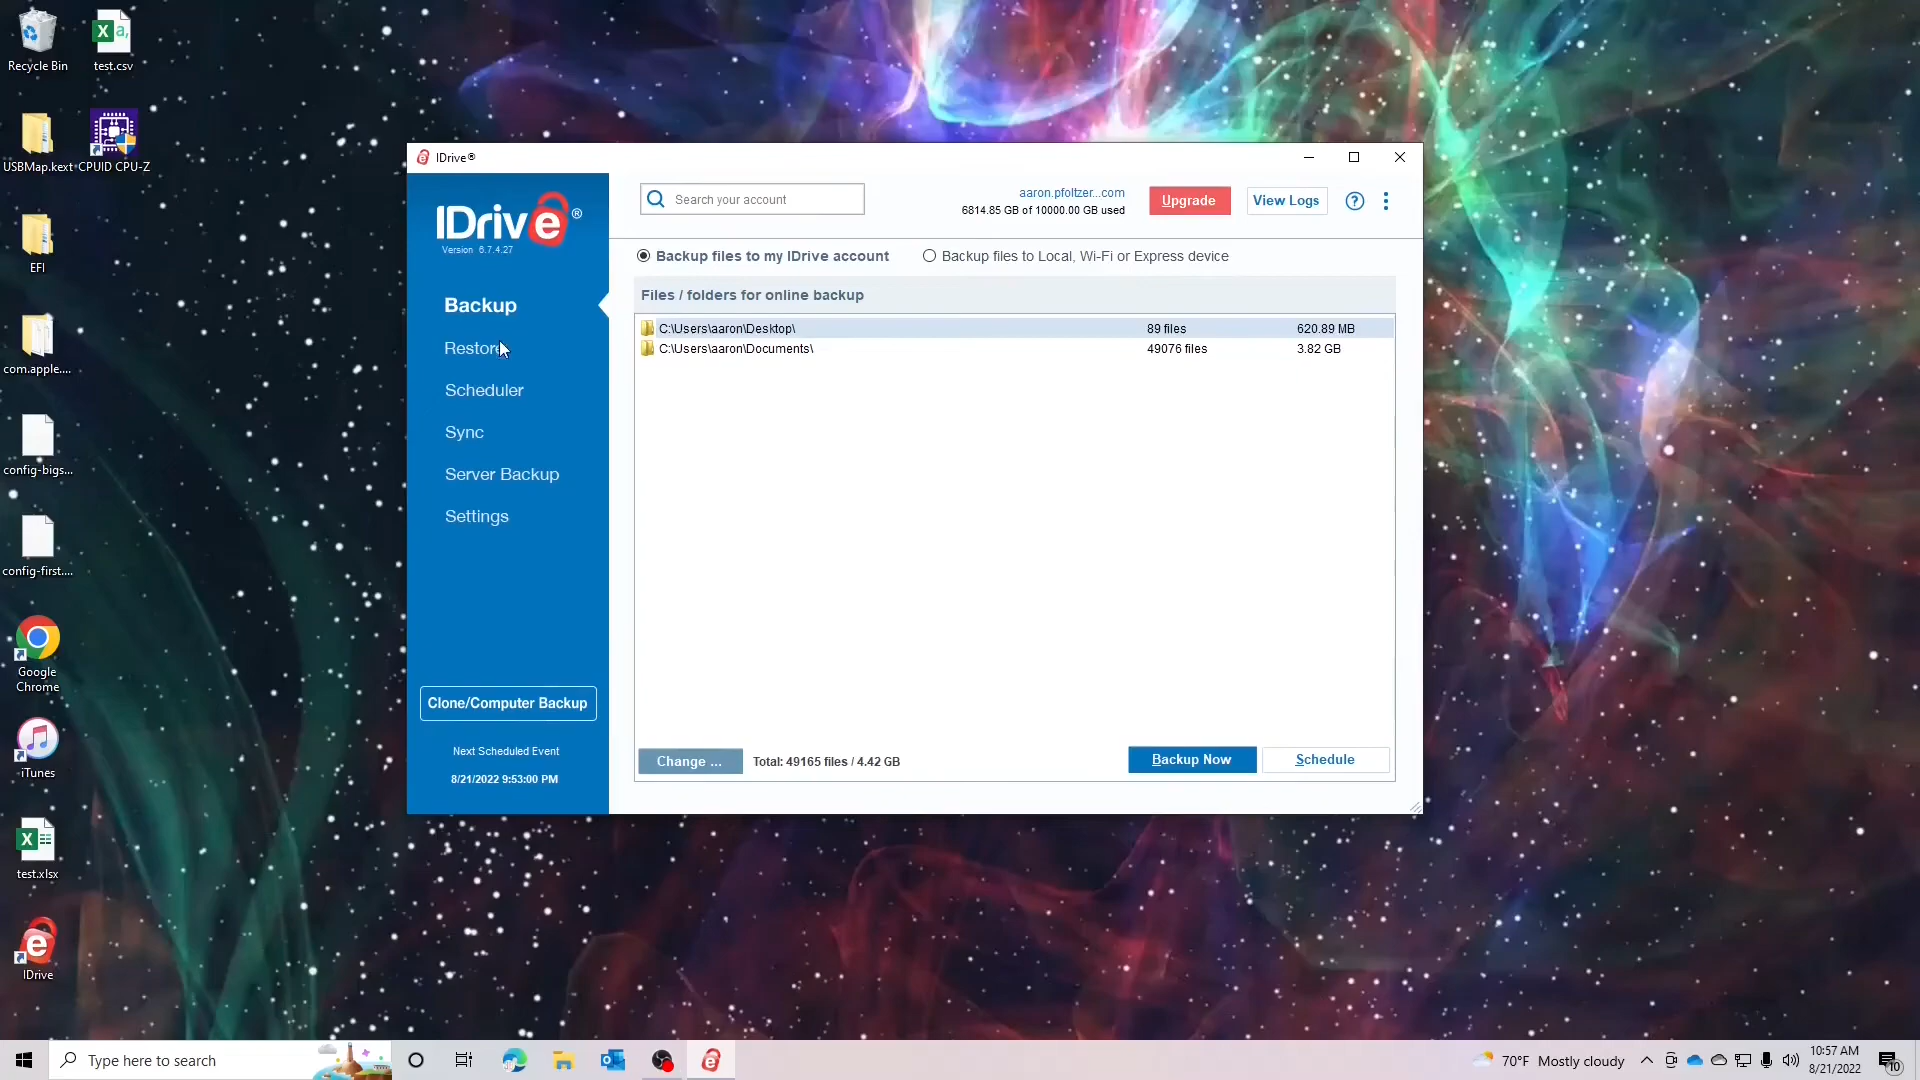 Recycle Bin
test.csv
USBMap.kext
CPUID CPU-Z
EFI
com.apple....
config-bigs...
config-first....
Google
Chrome
iTunes
test.xlsx
IDrive
IDrive®
IDrive®
Version 6.7.4.27
Search your account
aaron.pfoltzer...com
6814.85 GB of 10000.00 GB used
Upgrade
View Logs
?
Backup
Restore
Scheduler
Sync
Server Backup
Settings
Clone/Computer Backup
Next Scheduled Event
8/21/2022 9:53:00 PM
Backup files to my IDrive account
Backup files to Local, Wi-Fi or Express device
Files / folders for online backup
C:\Users\aaron\Desktop\ 89 files 620.89 MB
C:\Users\aaron\Documents\ 49076 files 3.82 GB
Change ...
Total: 49165 files / 4.42 GB
Backup Now
Schedule
Type here to search
70°F Mostly cloudy
10:57 AM
8/21/2022
10